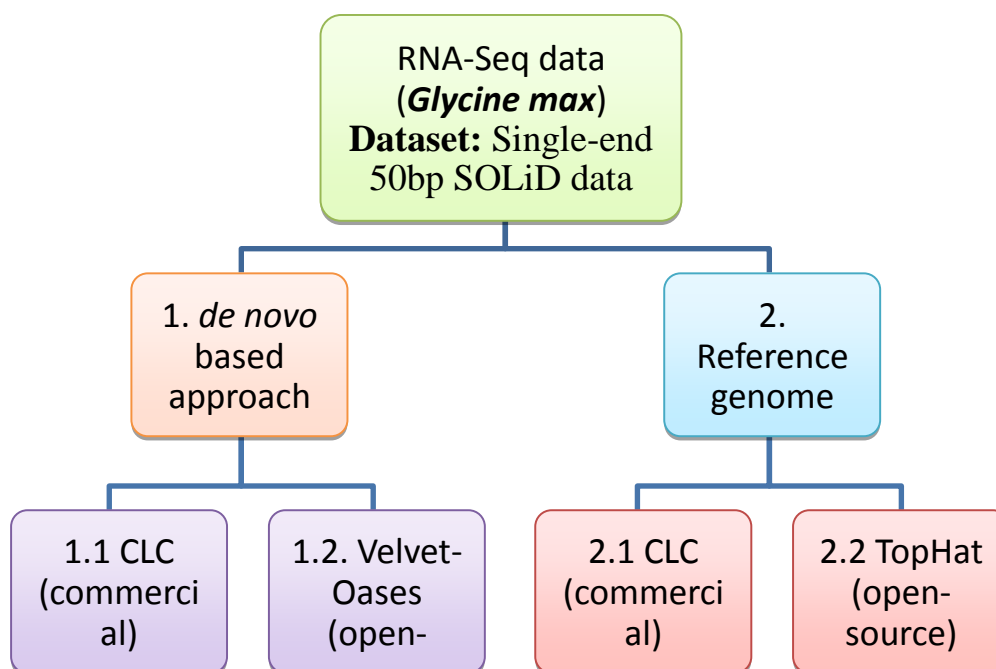 RNA-Seq data
(Glycine max)
Dataset: Single-end
50bp SOLiD data
1. de novo
based
approach
2.
Reference
genome
1.1 CLC
(commerci
al)
1.2. Velvet-
Oases
(open-
2.1 CLC
(commerci
al)
2.2 TopHat
(open-
source)